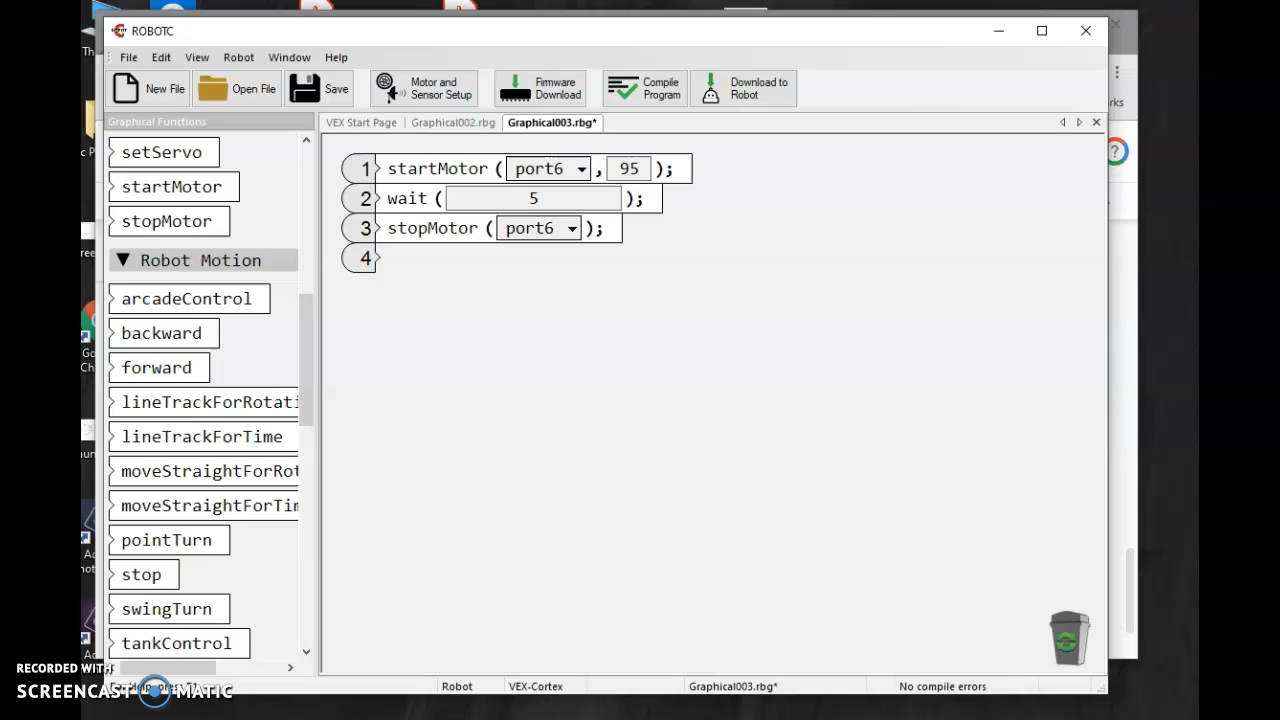 ROBOTC
File Edit View Robot Window Help
New File Open File Save Motor and Sensor Setup Firmware Download Compile Program Download to Robot
Graphical Functions
VEX Start Page Graphical002.rbg Graphical003.rbg*
setServo
startMotor
stopMotor
Robot Motion
arcadeControl
backward
forward
lineTrackForRotati
lineTrackForTime
moveStraightForRot
moveStraightForTim
pointTurn
stop
swingTurn
tankControl
1 startMotor ( port6 , 95 );
2 wait ( 5 );
3 stopMotor ( port6 );
4
Robot VEX-Cortex Graphical003.rbg* No compile errors
RECORDED WITH
SCREENCAST MATIC